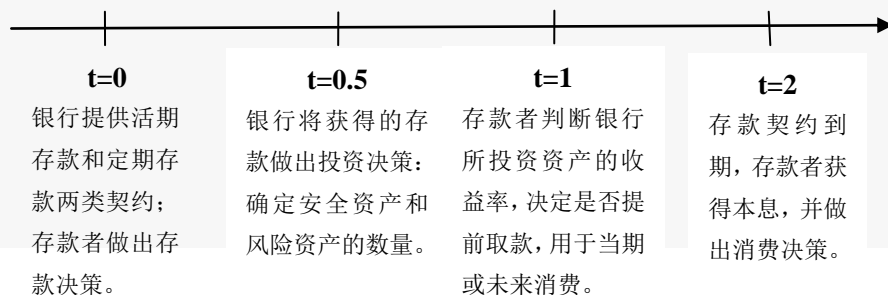 t=0
银行提供活期
存款和定期存
款两类契约；
存款者做出存
款决策。
t=0.5
银行将获得的存
款做出投资决策：
确定安全资产和
风险资产的数量。
t=1
存款者判断银行
所投资资产的收
益率，决定是否提
前取款，用于当期
或未来消费。
t=2
存款契约到
期，存款者获
得本息，并做
出消费决策。